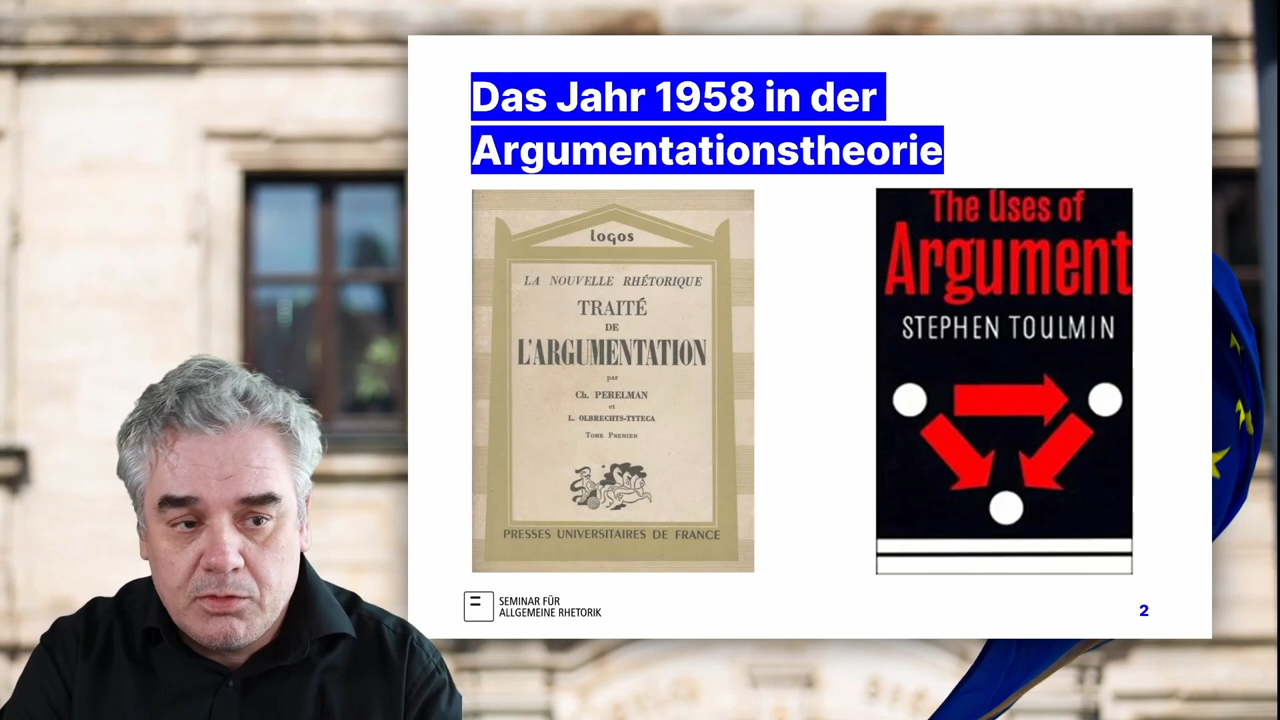 Das Jahr 1958 in der
Argumentationstheorie
logos
LA NOUVELLE RHÉTORIQUE
TRAITÉ
DE
L'ARGUMENTATION
par
Ch. PERELMAN
et
L. OLBRECHTS-TYTECA
TOME PREMIER
PRESSES UNIVERSITAIRES DE FRANCE
The Uses of
Argument
STEPHEN TOULMIN
SEMINAR FÜR
ALLGEMEINE RHETORIK
2